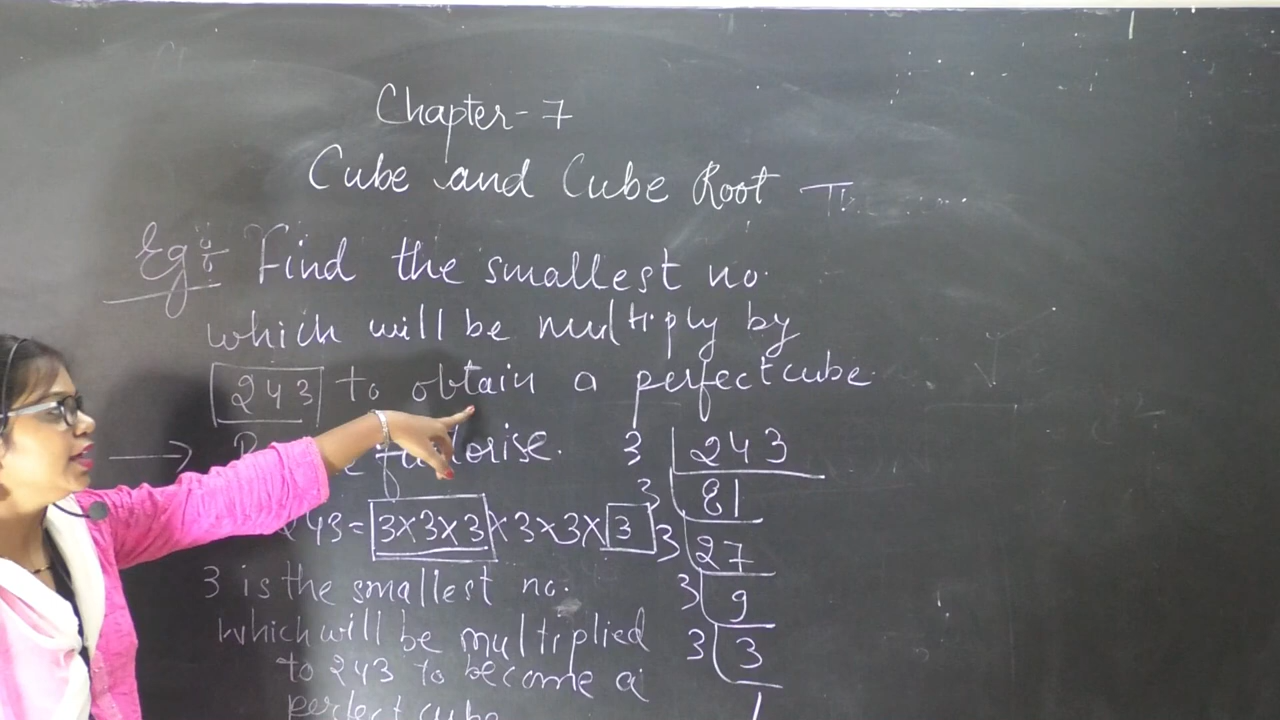 Chapter-7
Cube and Cube Root
Eg:- Find the smallest no.
which will be multiply by
243 to obtain a perfect cube.
→ factorise.
243 = 3×3×3×3×3×3
3 is the smallest no.
which will be multiplied
to 243 to become a
perfect cube
3 243
3 81
3 27
3 9
3 3
1